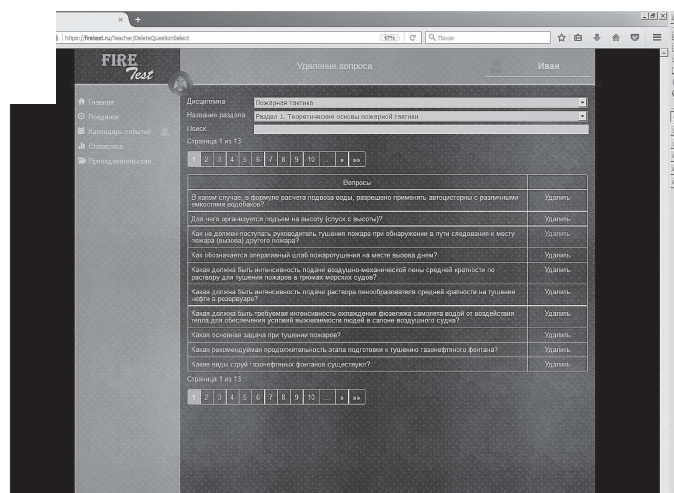 https://firetest.ru/Teacher/DeleteQuestionSelect
67%
Поиск
FIRE
Test
Удаление вопроса
Иван
Главная
Поединок
Календарь событий
Статистика
Преподавательская
Дисциплина
Пожарная тактика
Название раздела
Раздел 1. Теоретические основы пожарной тактики
Поиск
Страница 1 из 13
1 2 3 4 5 6 7 8 9 10 ... » »»
Вопросы
В каком случае, в формуле расчета подвоза воды, разрешено применять автоцистерны с различными
емкостями водобаков?
Удалить
Для чего организуется подъем на высоту (спуск с высоты)?
Удалить
Как не должен поступать руководитель тушения пожара при обнаружении в пути следования к месту
пожара (вызова) другого пожара?
Удалить
Как обозначается оперативный штаб пожаротушения на месте вызова днем?
Удалить
Какая должна быть интенсивность подачи воздушно-механической пены средней кратности по
раствору для тушения пожаров в трюмах морских судов?
Удалить
Какая должна быть интенсивность подачи раствора пенообразователя средней кратности на тушение
нефти в резервуаре?
Удалить
Какая должна быть требуемая интенсивность охлаждения фюзеляжа самолета водой от воздействия
тепла для обеспечения условий выживаемости людей в салоне воздушного судна?
Удалить
Какая основная задача при тушении пожаров?
Удалить
Какая рекомендуемая продолжительность этапа подготовки к тушению газонефтяного фонтана?
Удалить
Какие виды струй газонефтяных фонтанов существуют?
Удалить
Страница 1 из 13
1 2 3 4 5 6 7 8 9 10 ... » »»